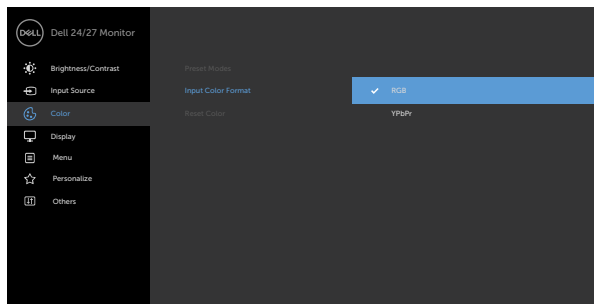 DELL Dell 24/27 Monitor
Brightness/Contrast Preset Modes
Input Source Input Color Format RGB
Color Reset Color YPbPr
Display
Menu
Personalize
Others